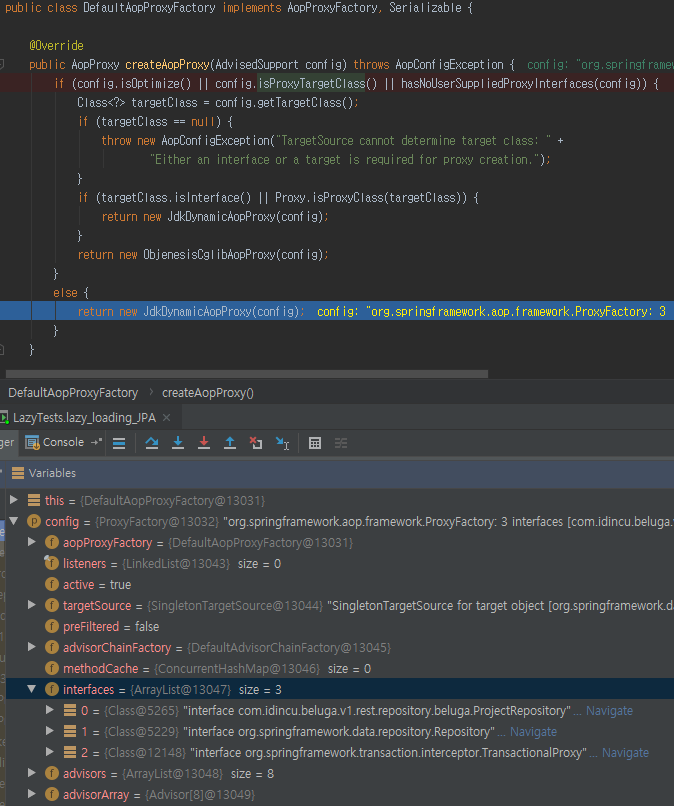 public class DefaultAopProxyFactory implements AopProxyFactory, Serializable {
@Override
public AopProxy createAopProxy(AdvisedSupport config) throws AopConfigException {  config: "org.springframew
if (config.isOptimize() || config.isProxyTargetClass() || hasNoUserSuppliedProxyInterfaces(config)) {
Class<?> targetClass = config.getTargetClass();
if (targetClass == null) {
throw new AopConfigException("TargetSource cannot determine target class: " +
"Either an interface or a target is required for proxy creation.");
}
if (targetClass.isInterface() || Proxy.isProxyClass(targetClass)) {
return new JdkDynamicAopProxy(config);
}
return new ObjenesisCglibAopProxy(config);
}
else {
return new JdkDynamicAopProxy(config);  config: "org.springframework.aop.framework.ProxyFactory: 3
}
}
DefaultAopProxyFactory > createAopProxy()
LazyTests.lazy_loading_JPA ×
ger Console
Variables
this = {DefaultAopProxyFactory@13031}
config = {ProxyFactory@13032} "org.springframework.aop.framework.ProxyFactory: 3 interfaces [com.idincu.beluga.
aopProxyFactory = {DefaultAopProxyFactory@13031}
listeners = {LinkedList@13043} size = 0
active = true
targetSource = {SingletonTargetSource@13044} "SingletonTargetSource for target object [org.springframework.d
preFiltered = false
advisorChainFactory = {DefaultAdvisorChainFactory@13045}
methodCache = {ConcurrentHashMap@13046} size = 0
interfaces = {ArrayList@13047} size = 3
0 = {Class@5265} "interface com.idincu.beluga.v1.rest.repository.beluga.ProjectRepository" ... Navigate
1 = {Class@5229} "interface org.springframework.data.repository.Repository" ... Navigate
2 = {Class@12148} "interface org.springframework.transaction.interceptor.TransactionalProxy" ... Navigate
advisors = {ArrayList@13048} size = 8
advisorArray = {Advisor[8]@13049}